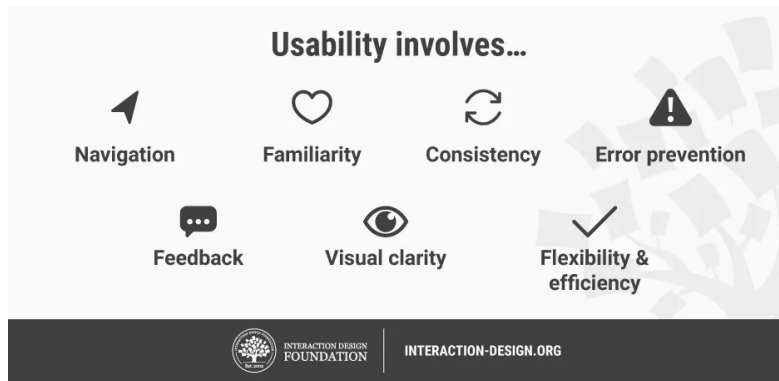 Usability involves…
Navigation
Familiarity
Consistency
Error prevention
Feedback
Visual clarity
Flexibility &
efficiency
INTERACTION DESIGN
FOUNDATION
INTERACTION-DESIGN.ORG